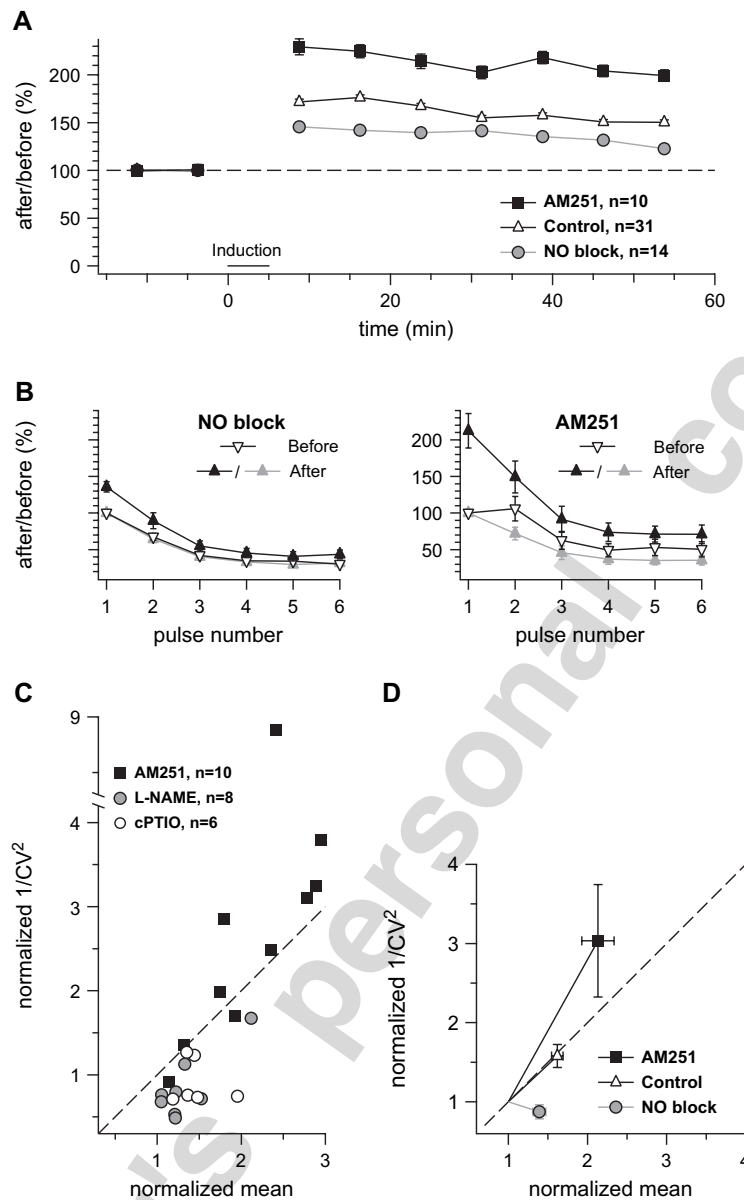 A
after/before (%)
200
150
100
50
0
Induction
AM251, n=10
Control, n=31
NO block, n=14
0 20 40 60
time (min)
B
after/before (%)
NO block
Before
/ After
1 2 3 4 5 6
pulse number
AM251
Before
/ After
200
150
100
50
1 2 3 4 5 6
pulse number
C
normalized 1/CV²
9
4
3
2
1
AM251, n=10
L-NAME, n=8
cPTIO, n=6
1 2 3
normalized mean
D
normalized 1/CV²
4
3
2
1
AM251
Control
NO block
1 2 3 4
normalized mean
's personal co